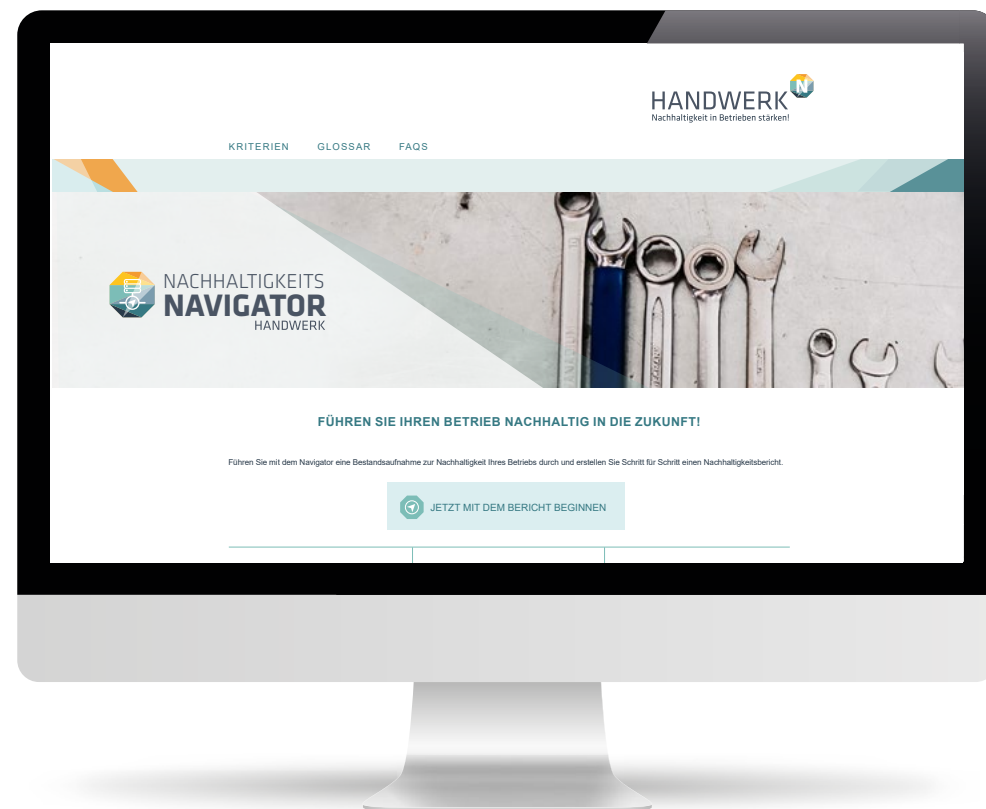 HANDWERK N
Nachhaltigkeit in Betrieben stärken!
KRITERIEN GLOSSAR FAQS
NACHHALTIGKEITS
NAVIGATOR
HANDWERK
FÜHREN SIE IHREN BETRIEB NACHHALTIG IN DIE ZUKUNFT!
Führen Sie mit dem Navigator eine Bestandsaufnahme zur Nachhaltigkeit Ihres Betriebs durch und erstellen Sie Schritt für Schritt einen Nachhaltigkeitsbericht.
JETZT MIT DEM BERICHT BEGINNEN